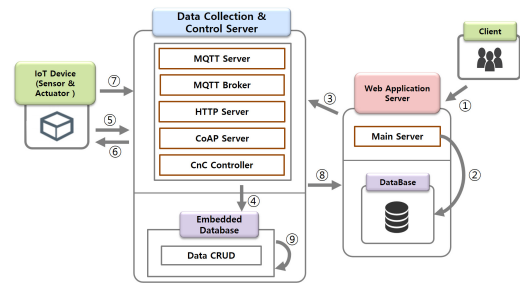 Data Collection &
Control Server
MQTT Server
MQTT Broker
HTTP Server
CoAP Server
CnC Controller
IoT Device
(Sensor &
Actuator )
⑦
⑤
⑥
④
Embedded
Database
Data CRUD
⑨
③
⑧
Client
①
Web Application
Server
Main Server
②
DataBase